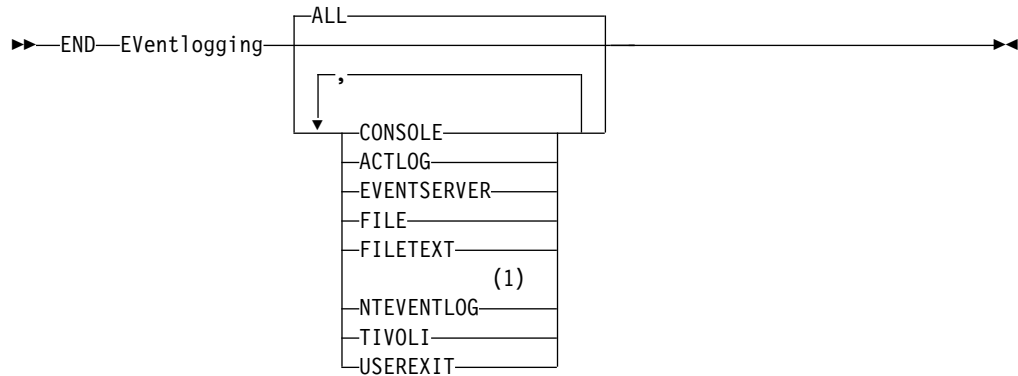 ALL
END EVentlogging
,
CONSOLE
ACTLOG
EVENTSERVER
FILE
FILETEXT
(1)
NTEVENTLOG
TIVOLI
USEREXIT